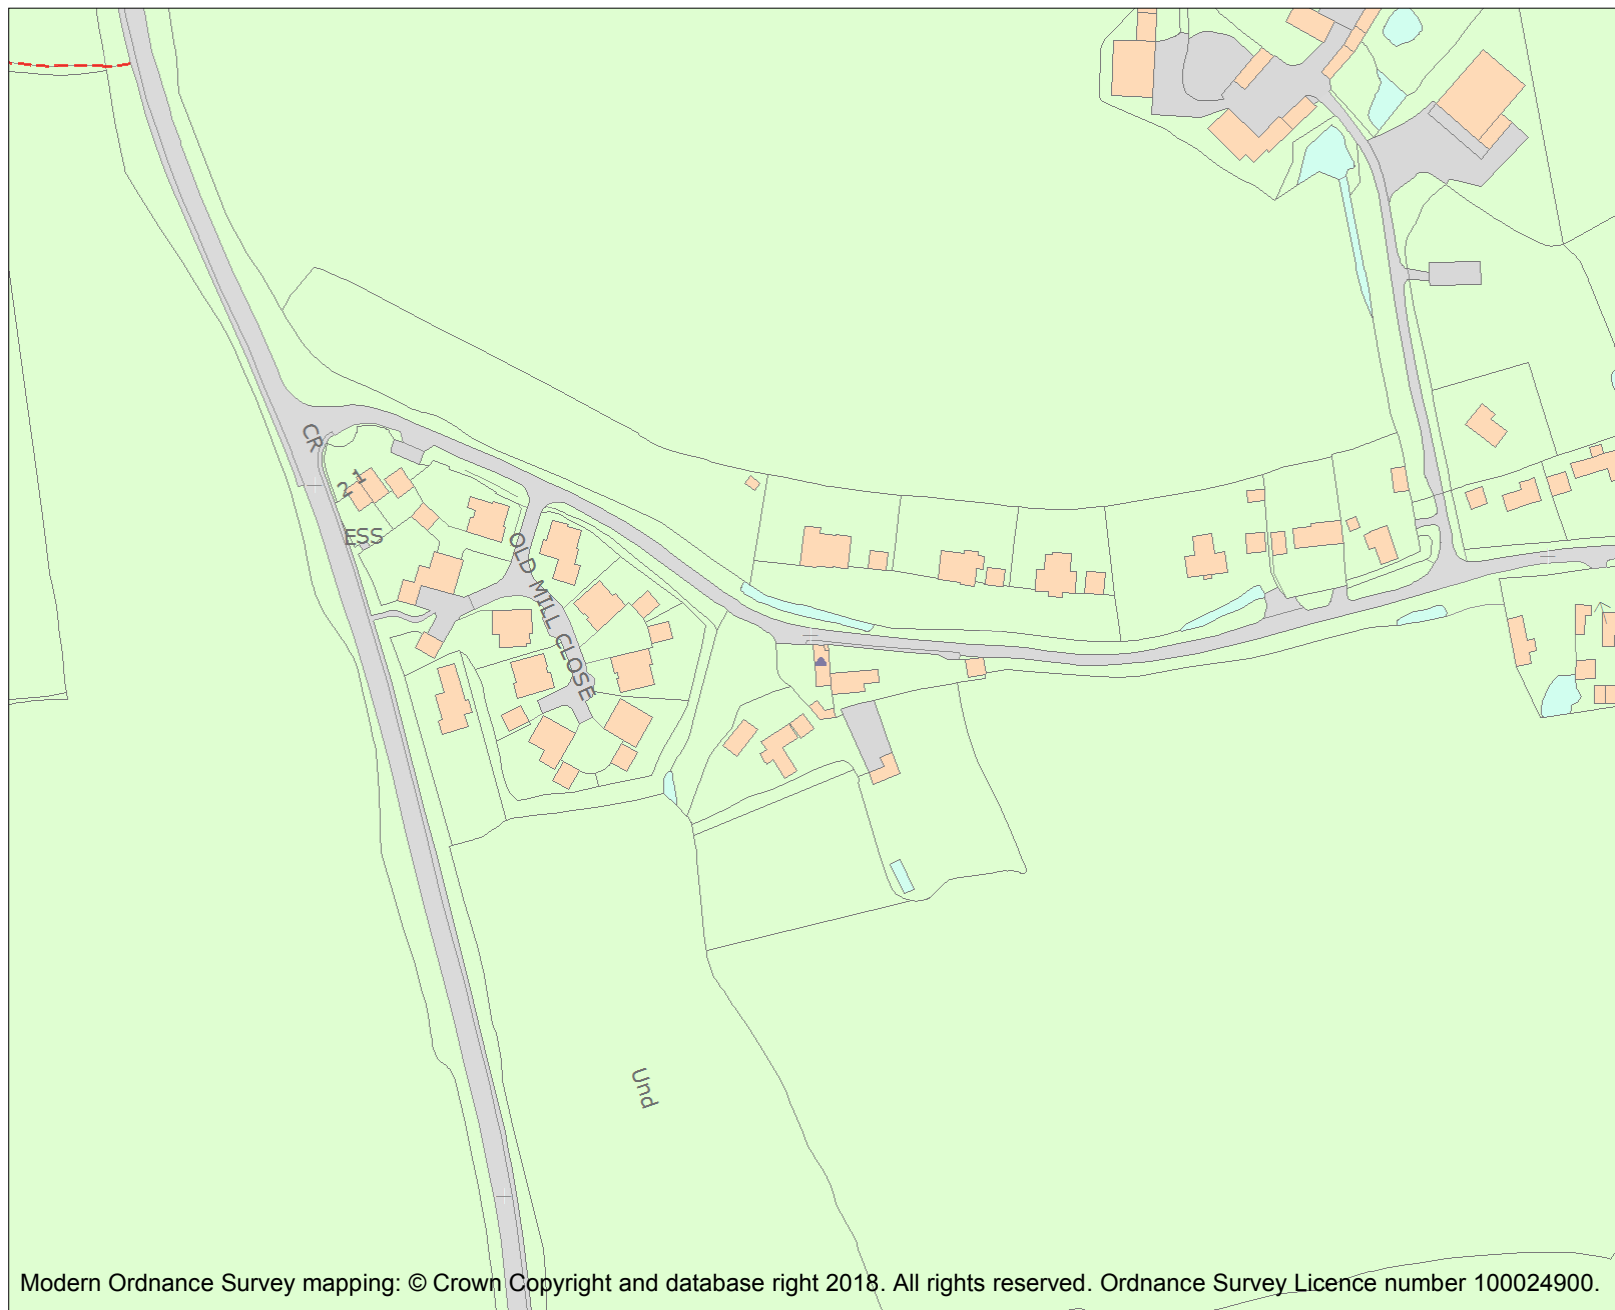 CR
1
2
ESS
OLD MILL CLOSE
Und
Modern Ordnance Survey mapping: © Crown Copyright and database right 2018. All rights reserved. Ordnance Survey Licence number 100024900.